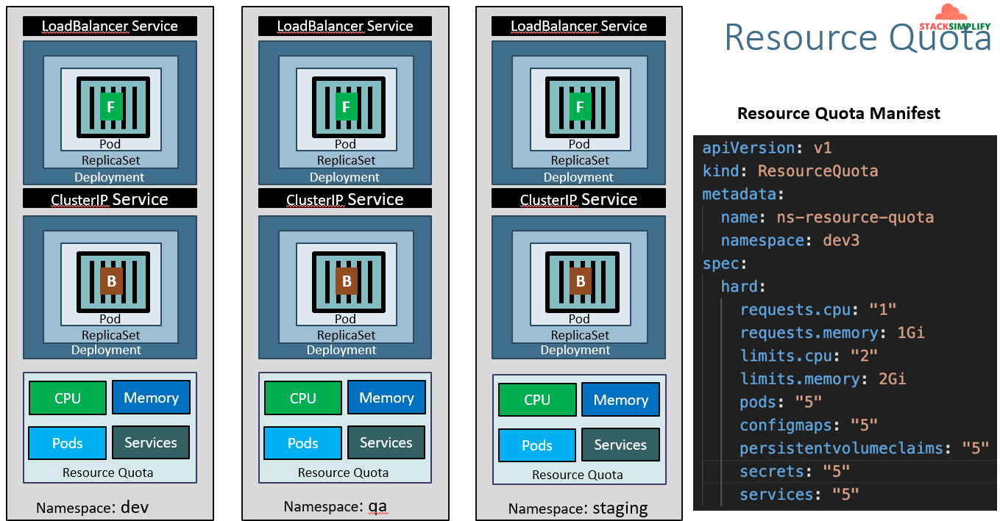 LoadBalancer Service
F
Pod
ReplicaSet
Deployment
ClusterIP Service
B
Pod
ReplicaSet
Deployment
CPU
Memory
Pods
Services
Resource Quota
Namespace: dev
LoadBalancer Service
F
Pod
ReplicaSet
Deployment
ClusterIP Service
B
Pod
ReplicaSet
Deployment
CPU
Memory
Pods
Services
Resource Quota
Namespace: qa
LoadBalancer Service
F
Pod
ReplicaSet
Deployment
ClusterIP Service
B
Pod
ReplicaSet
Deployment
CPU
Memory
Pods
Services
Resource Quota
Namespace: staging
STACKSIMPLIFY
Resource Quota
Resource Quota Manifest
apiVersion: v1
kind: ResourceQuota
metadata:
  name: ns-resource-quota
  namespace: dev3
spec:
  hard:
    requests.cpu: "1"
    requests.memory: 1Gi
    limits.cpu: "2"
    limits.memory: 2Gi
    pods: "5"
    configmaps: "5"
    persistentvolumeclaims: "5"
    secrets: "5"
    services: "5"